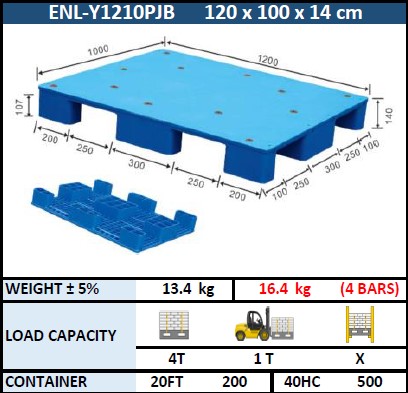 ENL-Y1210PJB 120 x 100 x 14 cm
1000
1200
107
140
200
250
300
250
200
100
250
300
250
100
WEIGHT ± 5% 13.4 kg 16.4 kg (4 BARS)
LOAD CAPACITY
4T 1 T X
CONTAINER 20FT 200 40HC 500